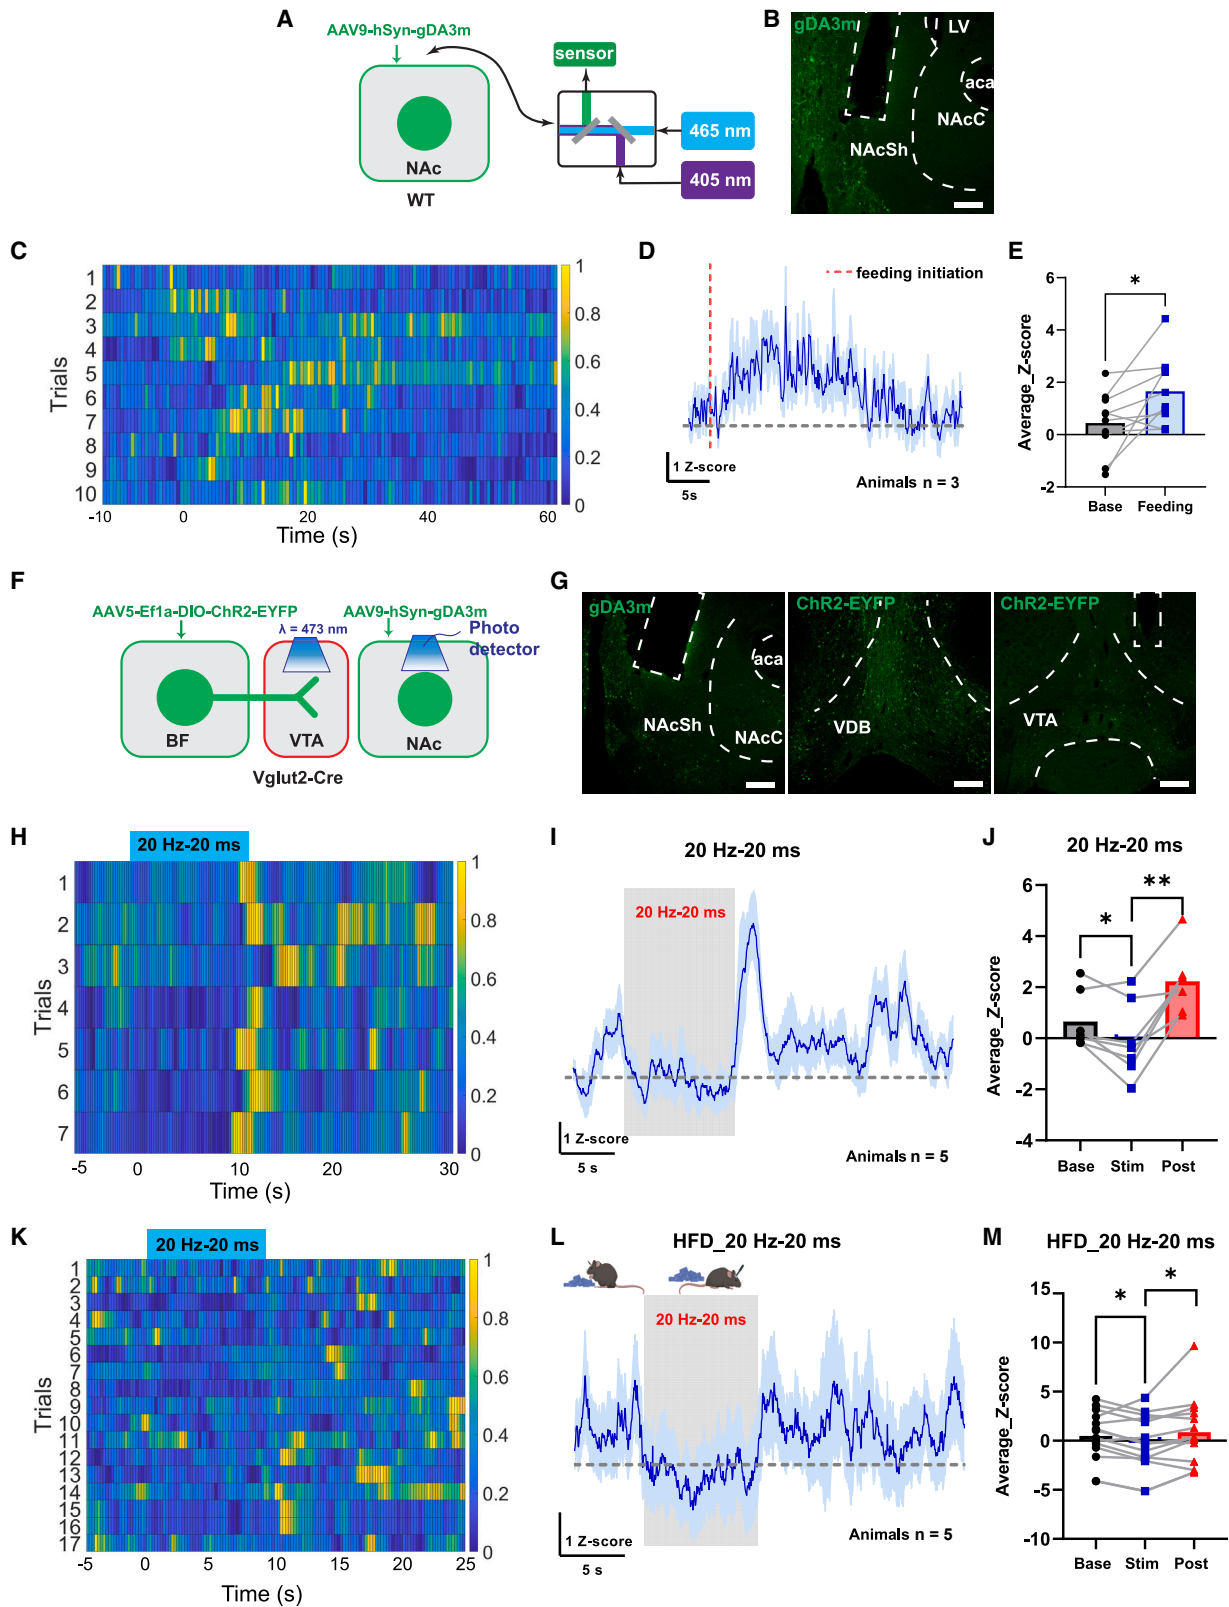 A
AAV9-hSyn-gDA3m
NAc
WT
sensor
465 nm
405 nm
B
gDA3m
LV
aca
NAcC
NAcSh
C
Trials
1
2
3
4
5
6
7
8
9
10
-10 0 20 40 60
Time (s)
1
0.8
0.6
0.4
0.2
0
D
feeding initiation
1 Z-score
5s
Animals n = 3
E
Average_Z-score
6
4
2
0
-2
*
Base Feeding
F
AAV5-Ef1a-DIO-ChR2-EYFP
AAV9-hSyn-gDA3m
λ = 473 nm
Photo
detector
BF
VTA
NAc
Vglut2-Cre
G
gDA3m
aca
NAcSh
NAcC
ChR2-EYFP
VDB
ChR2-EYFP
VTA
H
20 Hz-20 ms
Trials
1
2
3
4
5
6
7
-5 0 10 20 30
Time (s)
1
0.8
0.6
0.4
0.2
0
I
20 Hz-20 ms
20 Hz-20 ms
1 Z-score
5 s
Animals n = 5
J
20 Hz-20 ms
Average_Z-score
6
4
2
0
-2
-4
*
**
Base Stim Post
K
20 Hz-20 ms
Trials
1
2
3
4
5
6
7
8
9
10
11
12
13
14
15
16
17
-5 0 5 10 15 20 25
Time (s)
1
0.8
0.6
0.4
0.2
0
L
HFD_20 Hz-20 ms
20 Hz-20 ms
1 Z-score
5 s
Animals n = 5
M
HFD_20 Hz-20 ms
Average_Z-score
15
10
5
0
-5
-10
*
*
Base Stim Post